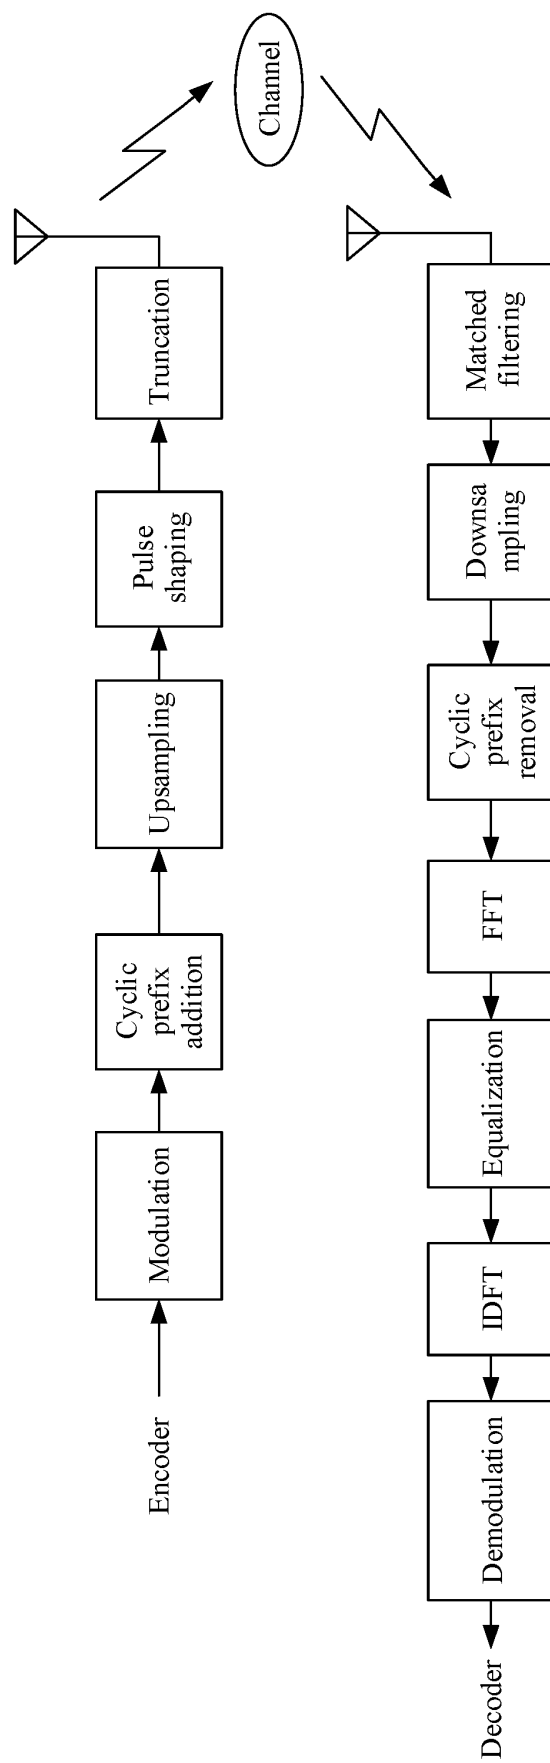 Encoder
Modulation
Cyclic
prefix
addition
Upsampling
Pulse
shaping
Truncation
Channel
Matched
filtering
Downsa
mpling
Cyclic
prefix
removal
FFT
Equalization
IDFT
Demodulation
Decoder